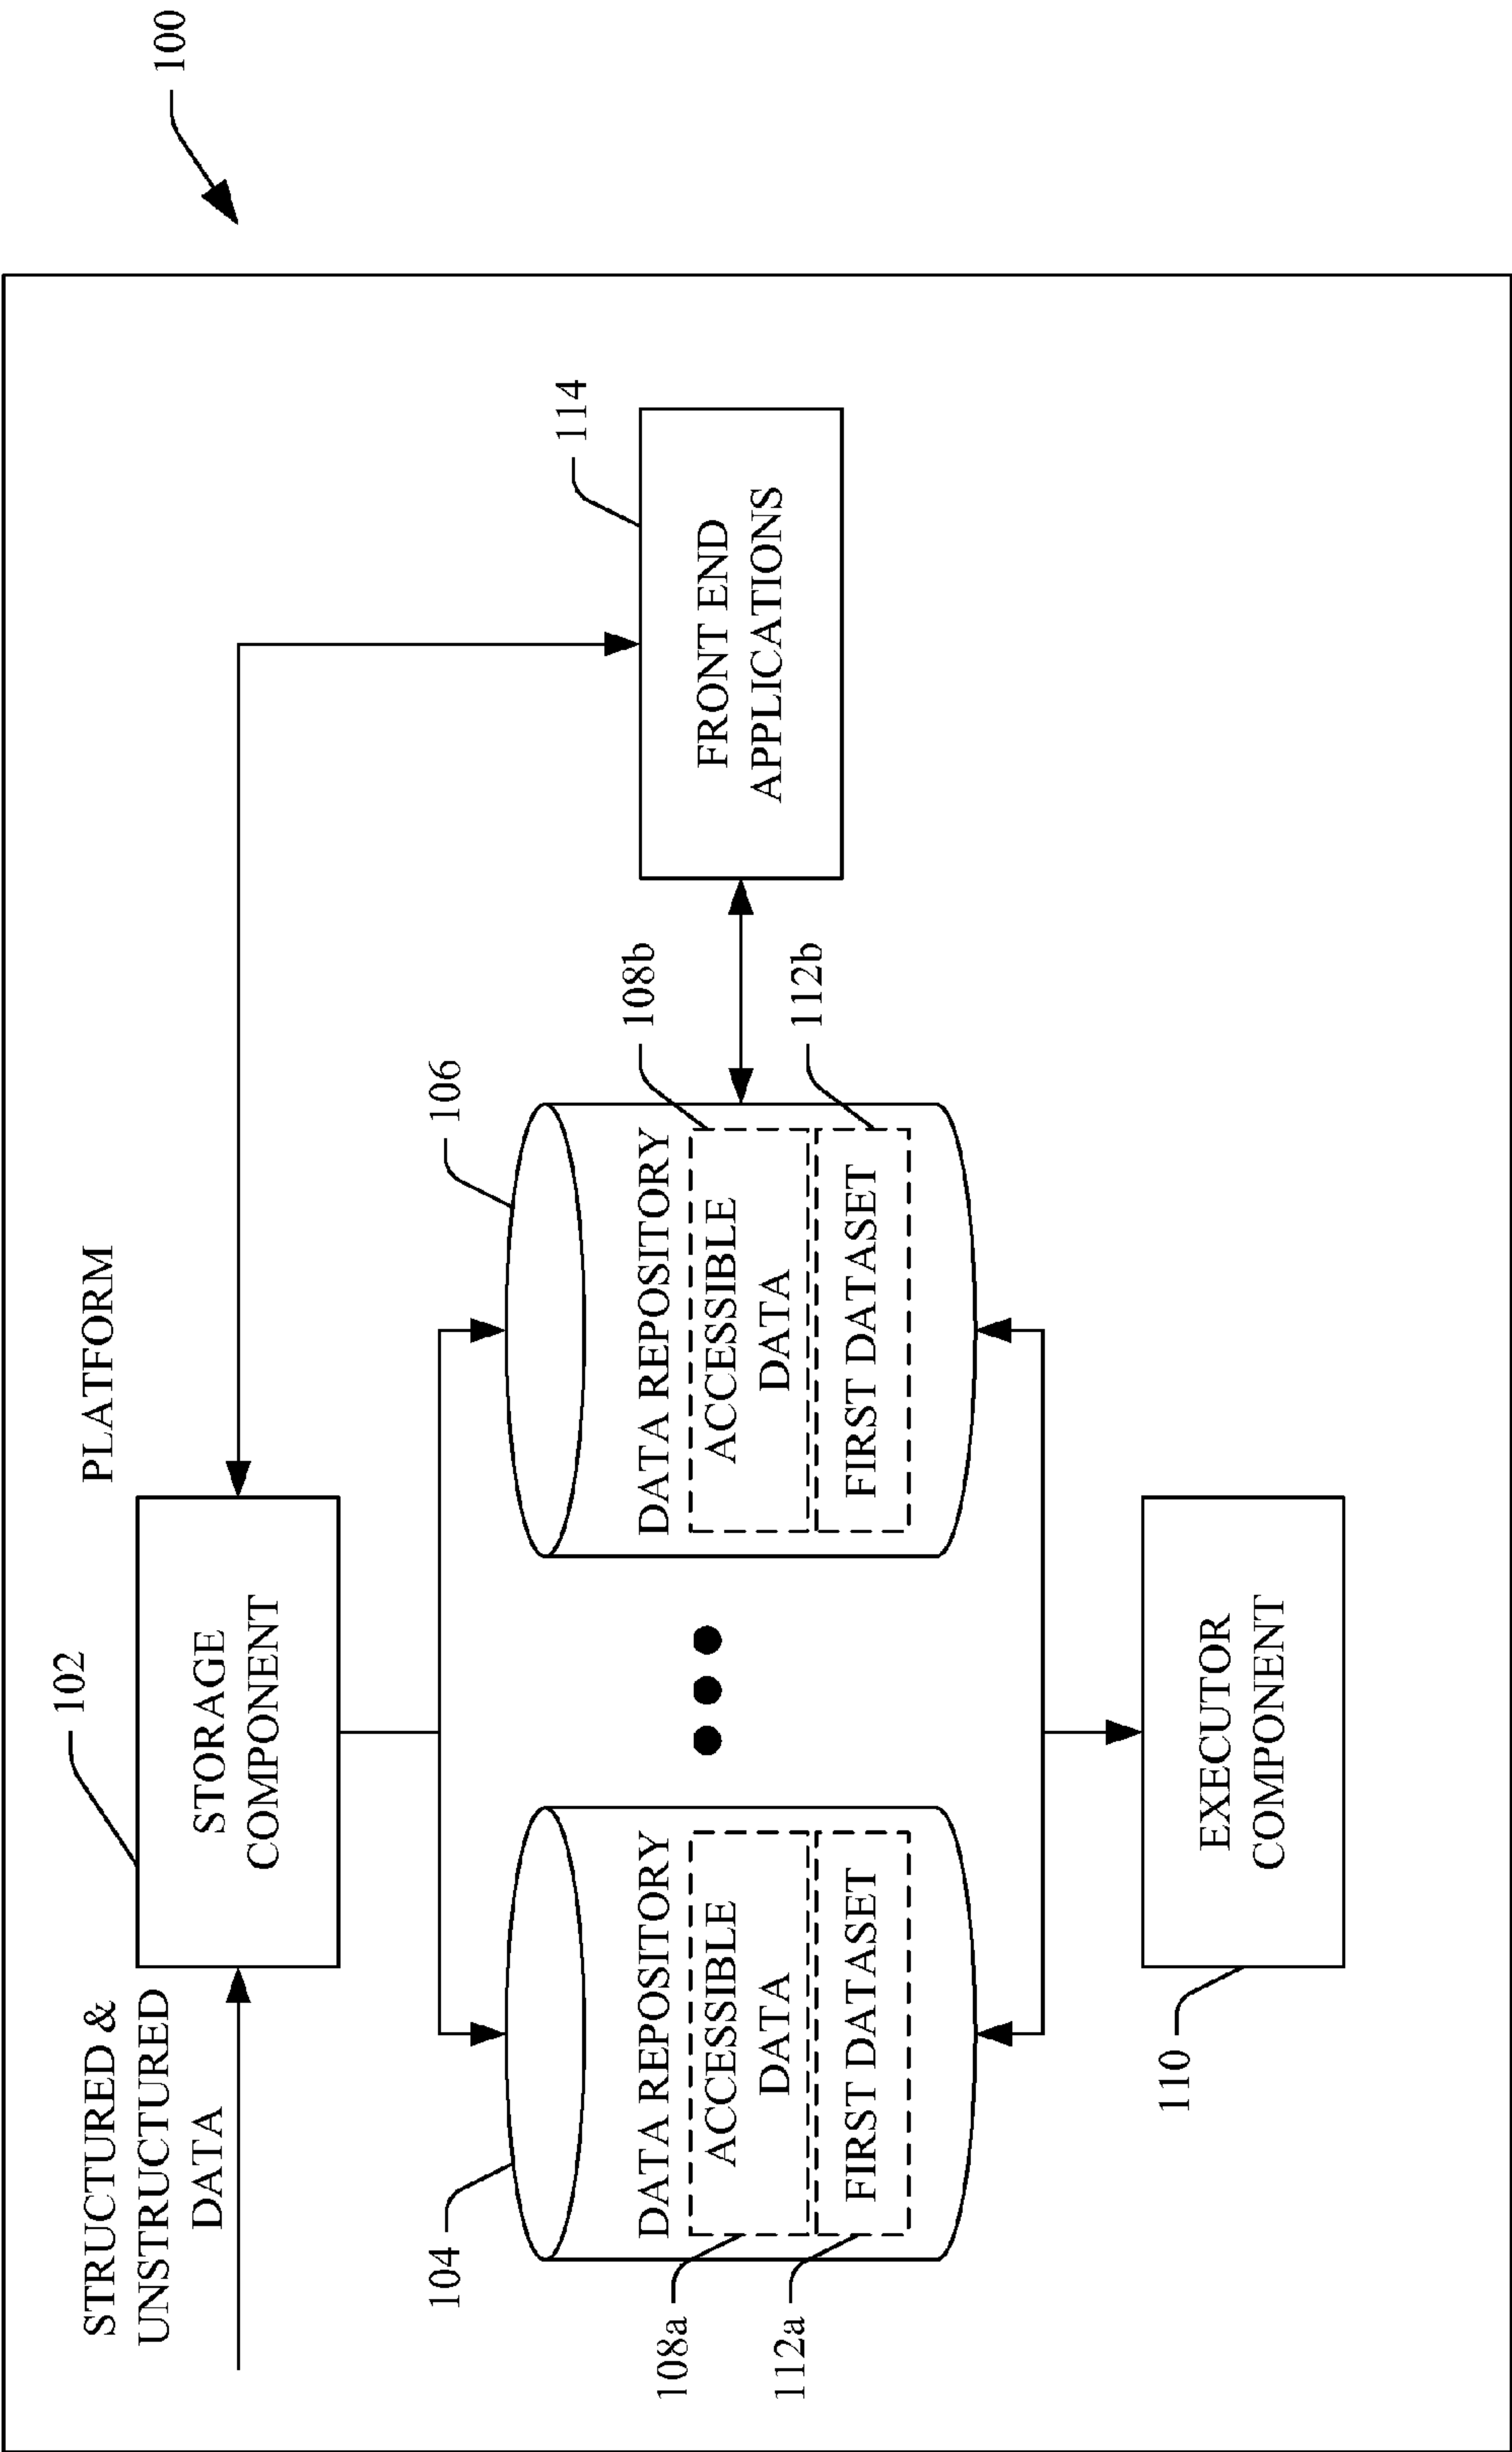 100
PLATFORM
STRUCTURED &
UNSTRUCTURED
DATA
102
STORAGE
COMPONENT
104
DATA REPOSITORY
ACCESSIBLE
DATA
FIRST DATASET
108a
112a
106
DATA REPOSITORY
ACCESSIBLE
DATA
FIRST DATASET
108b
112b
114
FRONT END
APPLICATIONS
110
EXECUTOR
COMPONENT